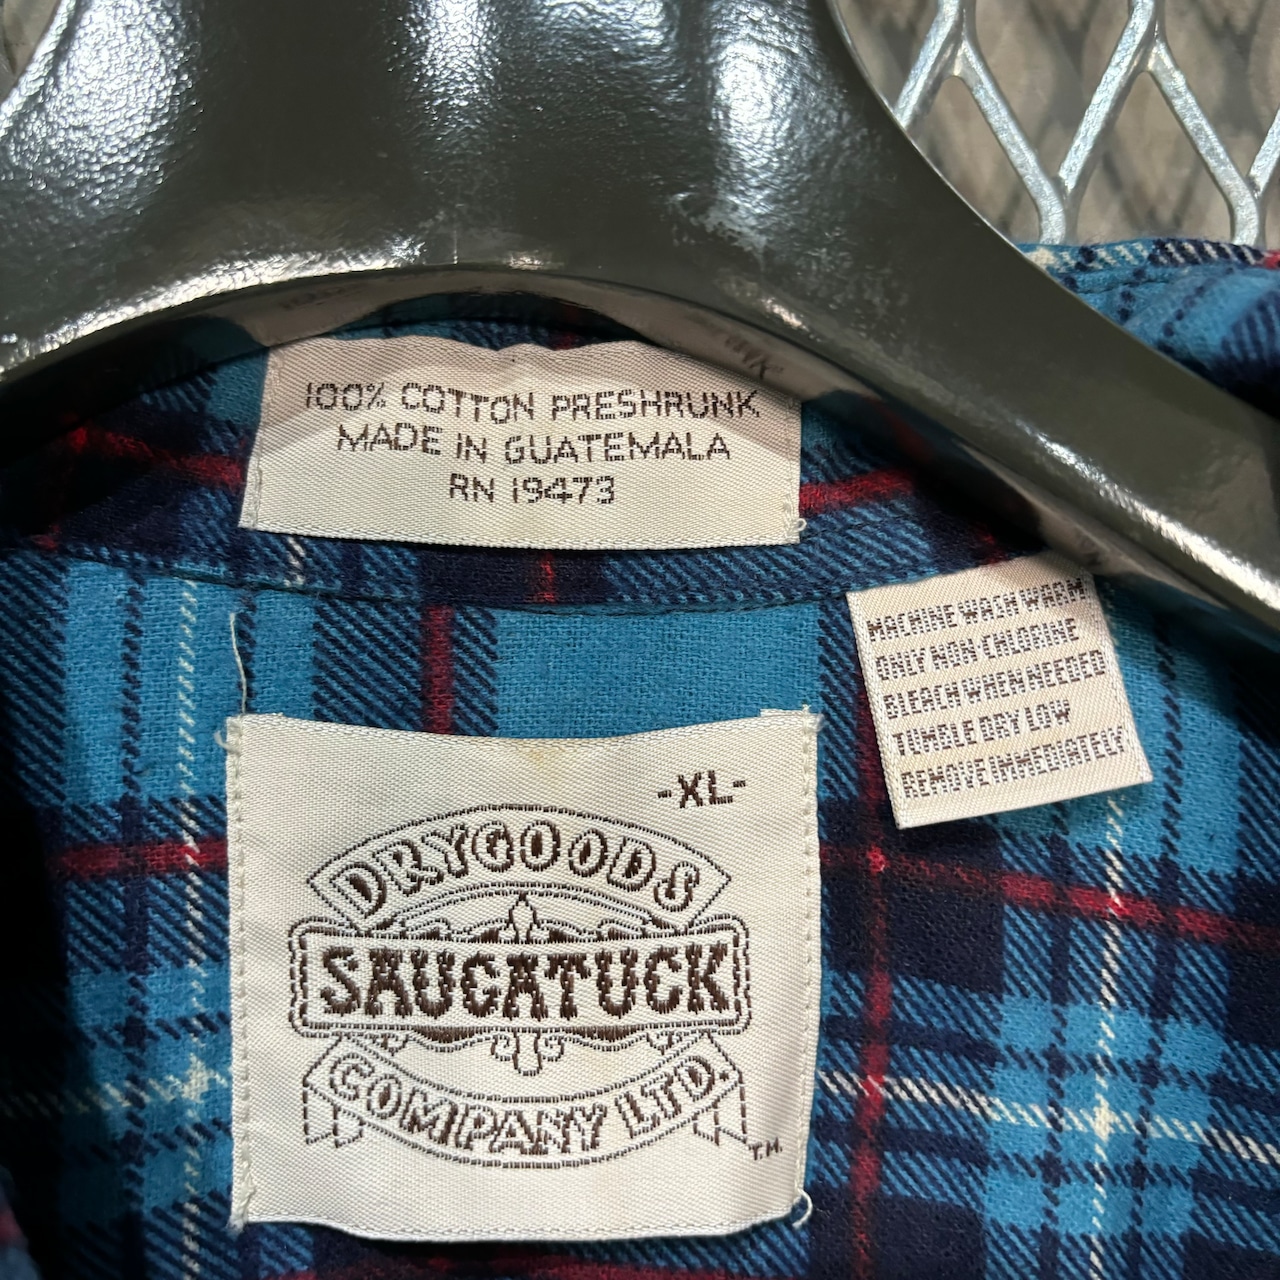 100% COTTON PRESHRUNK
MADE IN GUATEMALA
RN 19473
MACHINE WASH WARM
ONLY NON-CHLORINE
BLEACH WHEN NEEDED
TUMBLE DRY LOW
REMOVE IMMEDIATELY
-XL-
DRYGOODS
SAUGATUCK
COMPANY LTD.
T.M.